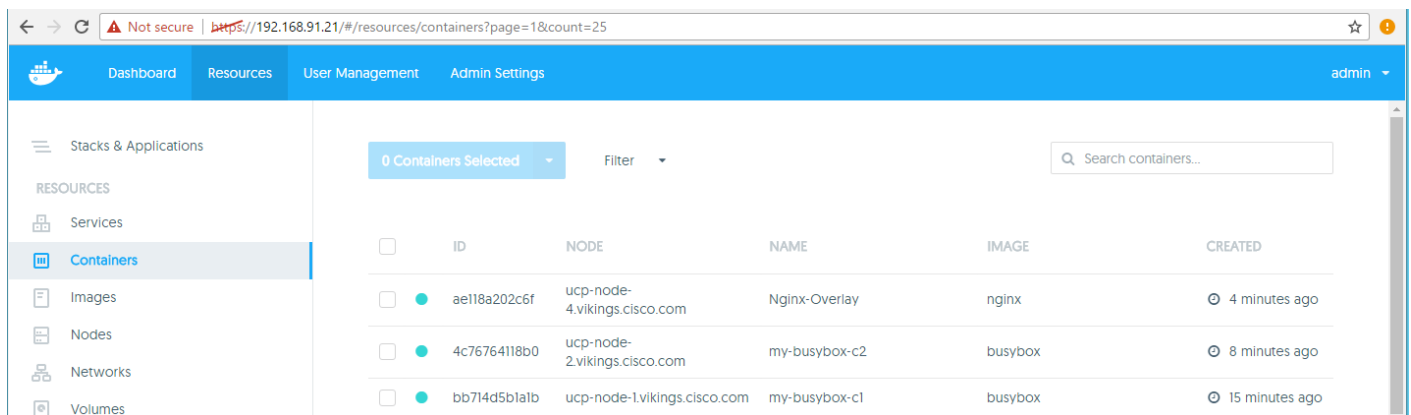 Not secure | https://192.168.91.21/#/resources/containers?page=1&count=25
Dashboard Resources User Management Admin Settings admin
Stacks & Applications
0 Containers Selected Filter Search containers...
RESOURCES
Services
Containers
Images
Nodes
Networks
Volumes
ID NODE NAME IMAGE CREATED
ae118a202c6f ucp-node-
4.vikings.cisco.com Nginx-Overlay nginx 4 minutes ago
4c76764118b0 ucp-node-
2.vikings.cisco.com my-busybox-c2 busybox 8 minutes ago
bb714d5b1a1b ucp-node-1.vikings.cisco.com my-busybox-c1 busybox 15 minutes ago